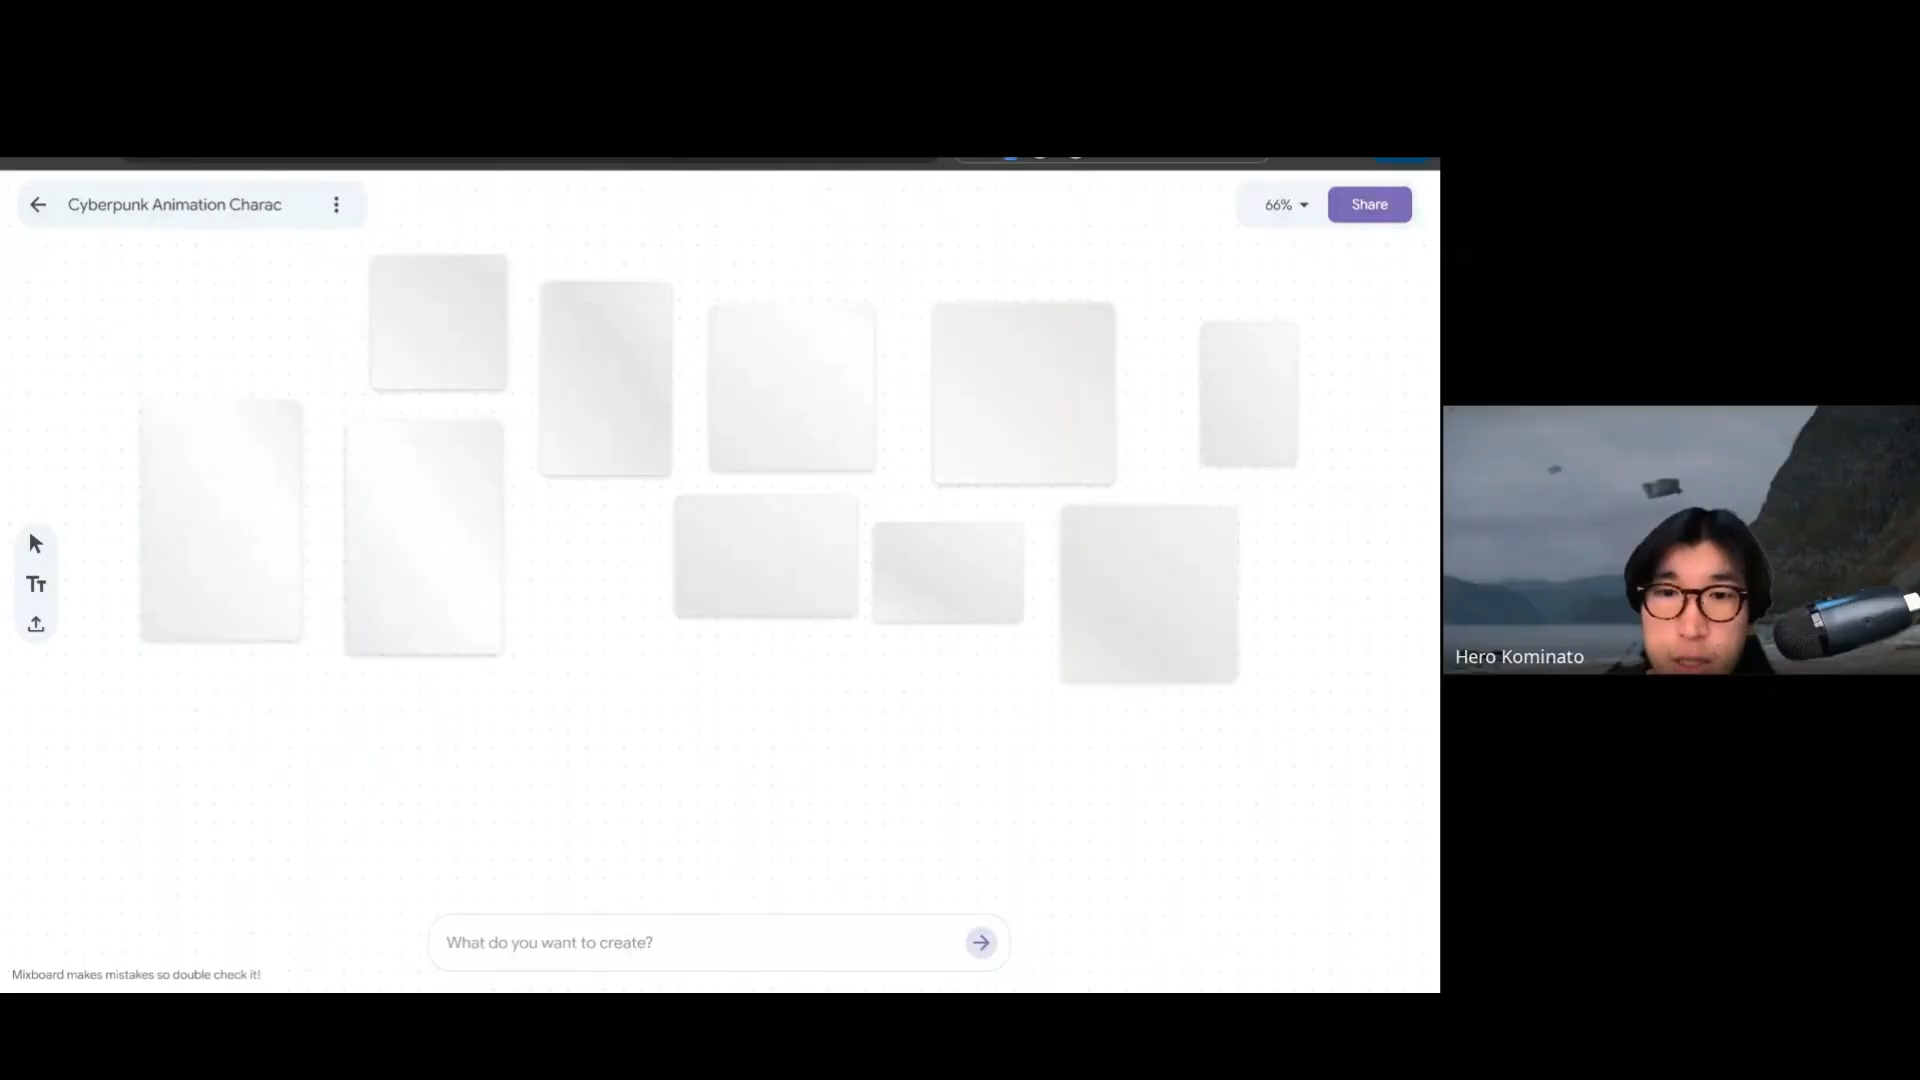 Cyberpunk Animation Charac
66%
Share
Tt
Hero Kominato
What do you want to create?
Mixboard makes mistakes so double check it!